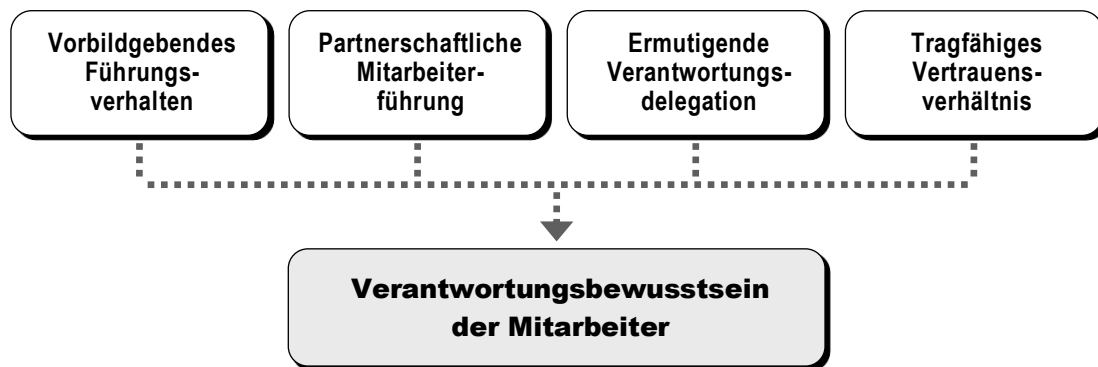 Vorbildgebendes
Führungs-
verhalten
Partnerschaftliche
Mitarbeiter-
führung
Ermutigende
Verantwortungs-
delegation
Tragfähiges
Vertrauens-
verhältnis
Verantwortungsbewusstsein
der Mitarbeiter